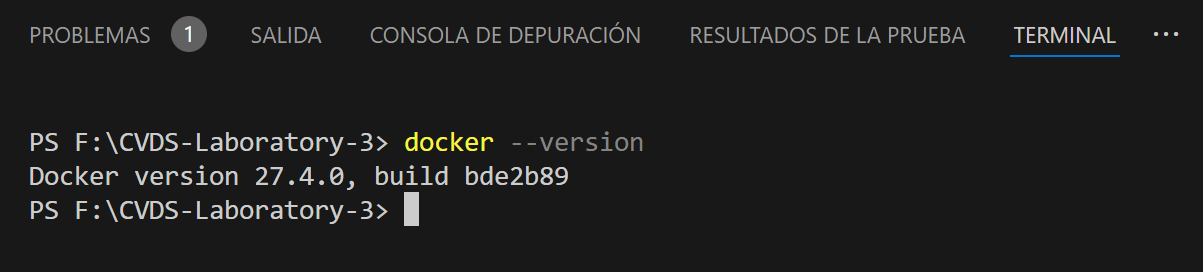 PROBLEMAS 1 SALIDA CONSOLA DE DEPURACIÓN RESULTADOS DE LA PRUEBA TERMINAL ···
PS F:\CVDS-Laboratory-3> docker --version
Docker version 27.4.0, build bde2b89
PS F:\CVDS-Laboratory-3>